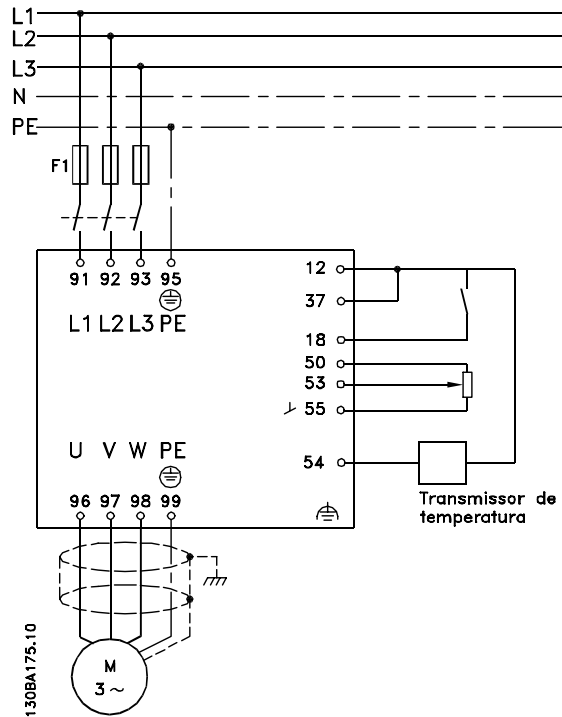 L1
L2
L3
N
PE
F1
91 92 93 95
L1 L2 L3 PE
12
37
18
50
53
55
54
U V W PE
96 97 98 99
Transmissor de
temperatura
M
3~
130BA175.10